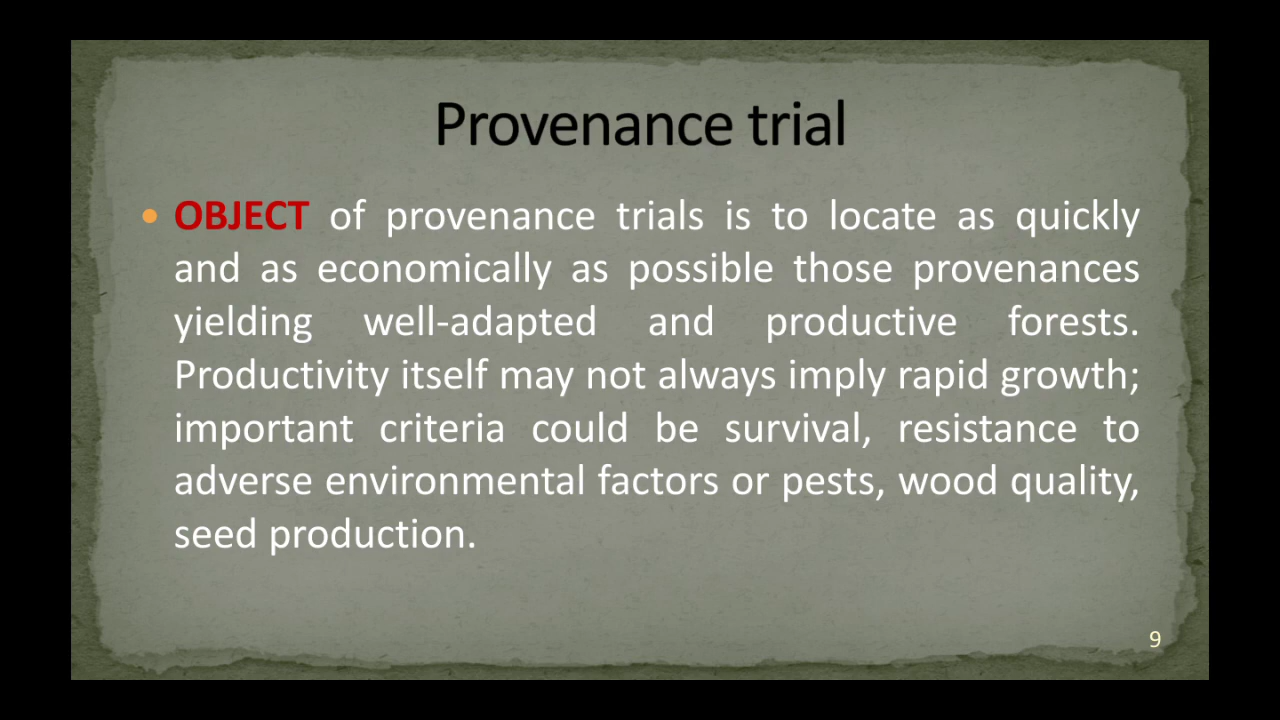 Provenance trial
• OBJECT of provenance trials is to locate as quickly
and as economically as possible those provenances
yielding well-adapted and productive forests.
Productivity itself may not always imply rapid growth;
important criteria could be survival, resistance to
adverse environmental factors or pests, wood quality,
seed production.
9